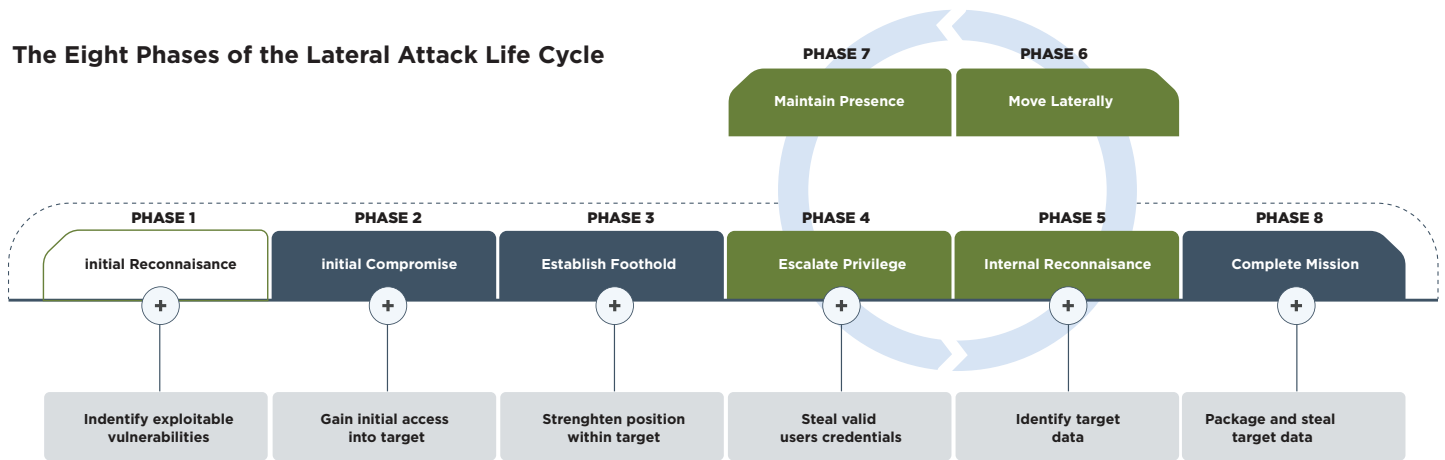 The Eight Phases of the Lateral Attack Life Cycle
PHASE 7
PHASE 6
Maintain Presence
Move Laterally
PHASE 1
PHASE 2
PHASE 3
PHASE 4
PHASE 5
PHASE 8
initial Reconnaisance
initial Compromise
Establish Foothold
Escalate Privilege
Internal Reconnaisance
Complete Mission
+
+
+
+
+
+
Indentify exploitable
vulnerabilities
Gain initial access
into target
Strenghten position
within target
Steal valid
users credentials
Identify target
data
Package and steal
target data